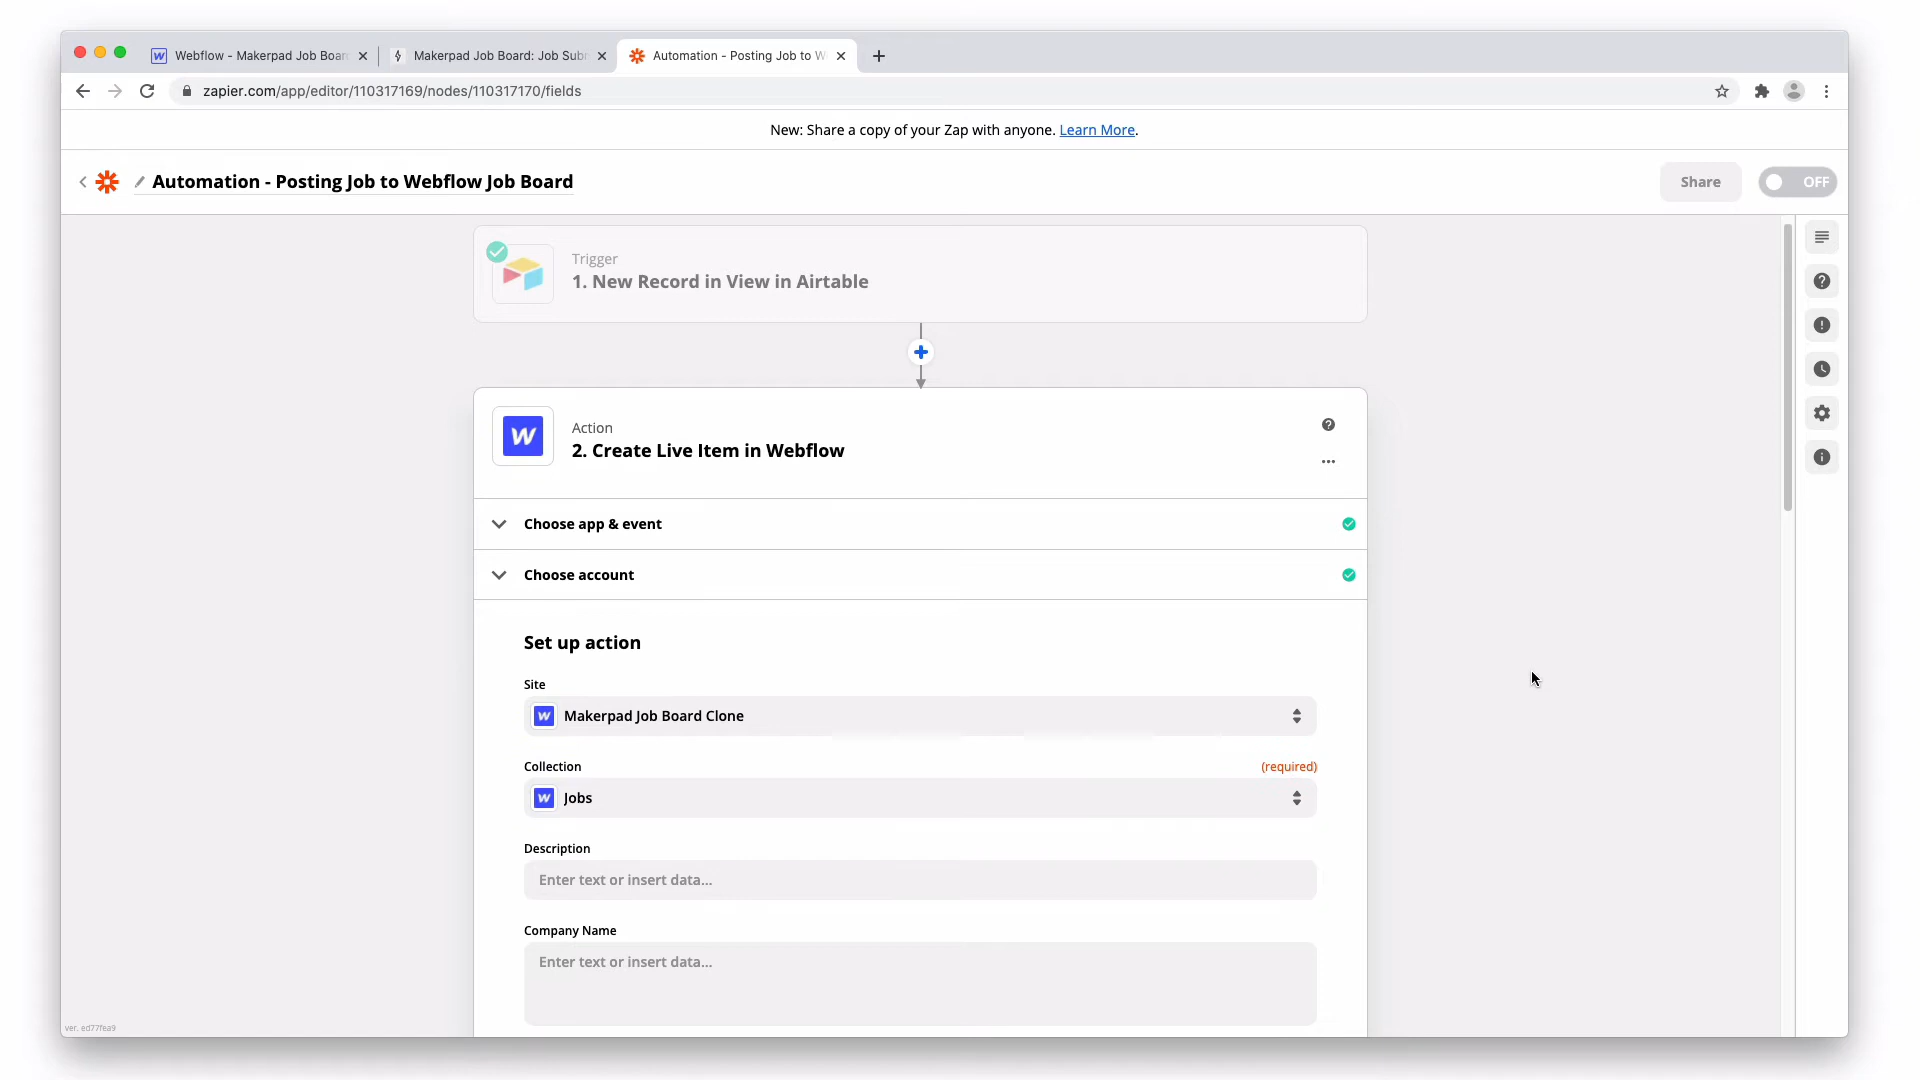 Webflow - Makerpad Job Boar
Makerpad Job Board: Job Sub
Automation - Posting Job to W
zapier.com/app/editor/110317169/nodes/110317170/fields
New: Share a copy of your Zap with anyone. Learn More.
Automation - Posting Job to Webflow Job Board
Share
OFF
Trigger
1. New Record in View in Airtable
Action
2. Create Live Item in Webflow
Choose app & event
Choose account
Set up action
Site
Makerpad Job Board Clone
Collection
(required)
Jobs
Description
Enter text or insert data...
Company Name
Enter text or insert data...
ver. ed77fea9